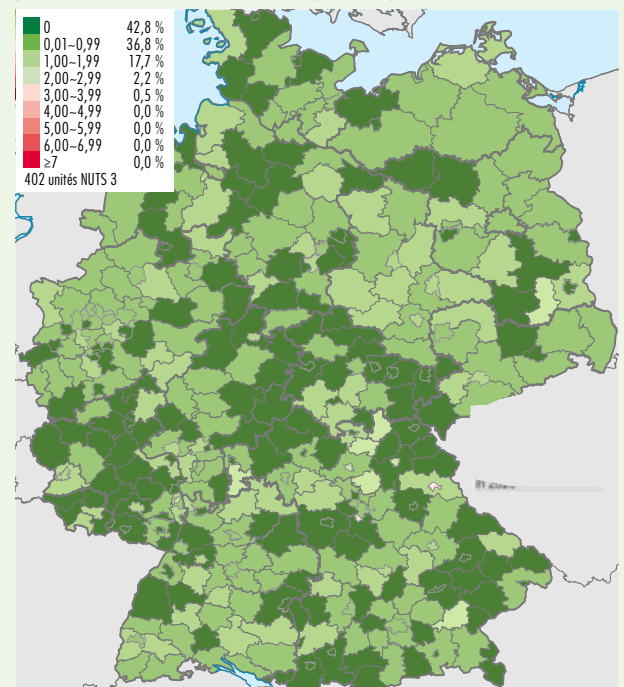 0 42,8 %
0,01~0,99 36,8 %
1,00~1,99 17,7 %
2,00~2,99 2,2 %
3,00~3,99 0,5 %
4,00~4,99 0,0 %
5,00~5,99 0,0 %
6,00~6,99 0,0 %
≥7 0,0 %
402 unités NUTS 3